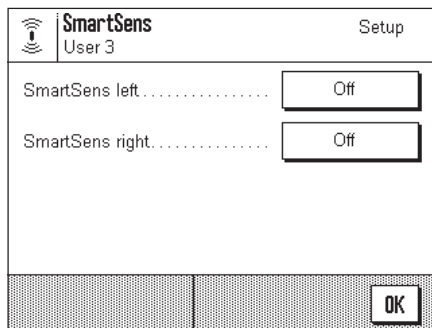 SmartSens Setup
User 3
SmartSens left................ Off
SmartSens right............... Off
OK